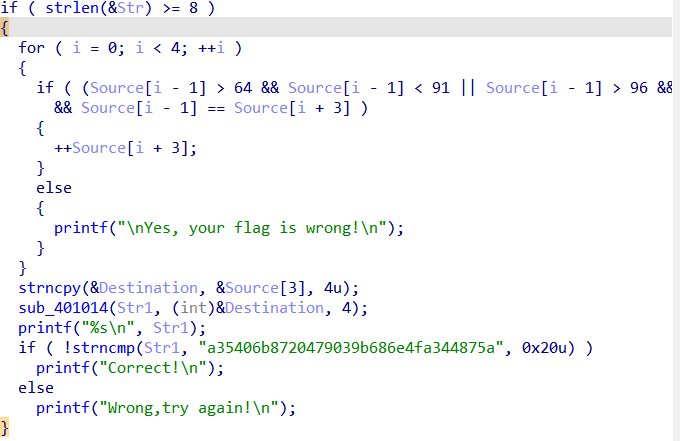 if ( strlen(&Str) >= 8 )
{
for ( i = 0; i < 4; ++i )
{
if ( (Source[i - 1] > 64 && Source[i - 1] < 91 || Source[i - 1] > 96 &&
&& Source[i - 1] == Source[i + 3] )
{
++Source[i + 3];
}
else
{
printf("\nYes, your flag is wrong!\n");
}
}
strncpy(&Destination, &Source[3], 4u);
sub_401014(Str1, (int)&Destination, 4);
printf("%s\n", Str1);
if ( !strncmp(Str1, "a35406b8720479039b686e4fa344875a", 0x20u) )
printf("Correct!\n");
else
printf("Wrong,try again!\n");
}